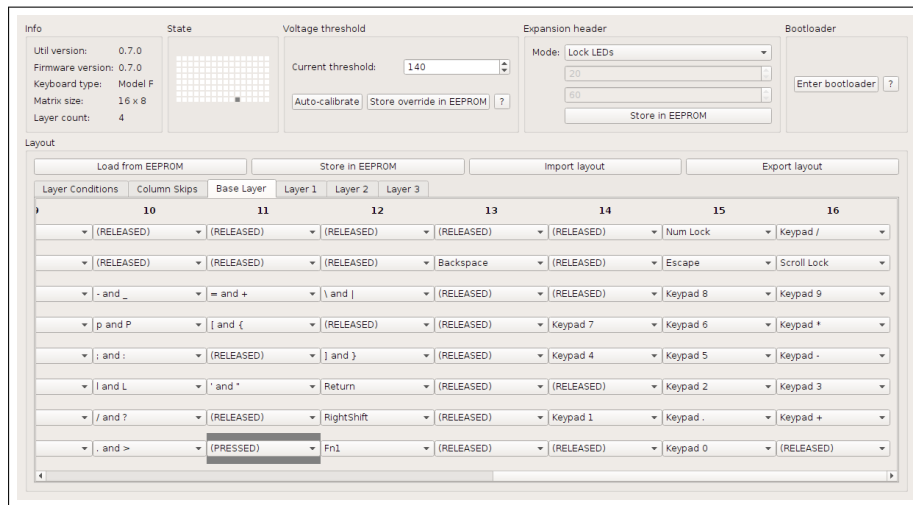 Info
State
Voltage threshold
Expansion header
Bootloader
Util version: 0.7.0
Firmware version: 0.7.0
Keyboard type: Model F
Matrix size: 16 x 8
Layer count: 4
Current threshold: 140
Auto-calibrate Store override in EEPROM ?
Mode: Lock LEDs
20
60
Store in EEPROM
Enter bootloader ?
Layout
Load from EEPROM Store in EEPROM Import layout Export layout
Layer Conditions Column Skips Base Layer Layer 1 Layer 2 Layer 3
10 11 12 13 14 15 16
(RELEASED) (RELEASED) (RELEASED) (RELEASED) (RELEASED) Num Lock Keypad /
(RELEASED) (RELEASED) (RELEASED) Backspace (RELEASED) Escape Scroll Lock
- and _ = and + \ and | (RELEASED) (RELEASED) Keypad 8 Keypad 9
p and P [ and { (RELEASED) (RELEASED) Keypad 7 Keypad 6 Keypad *
; and : (RELEASED) ] and } (RELEASED) Keypad 4 Keypad 5 Keypad -
l and L ' and " Return (RELEASED) (RELEASED) Keypad 2 Keypad 3
/ and ? (RELEASED) RightShift (RELEASED) Keypad 1 Keypad . Keypad +
. and > (PRESSED) Fn1 (RELEASED) (RELEASED) Keypad 0 (RELEASED)